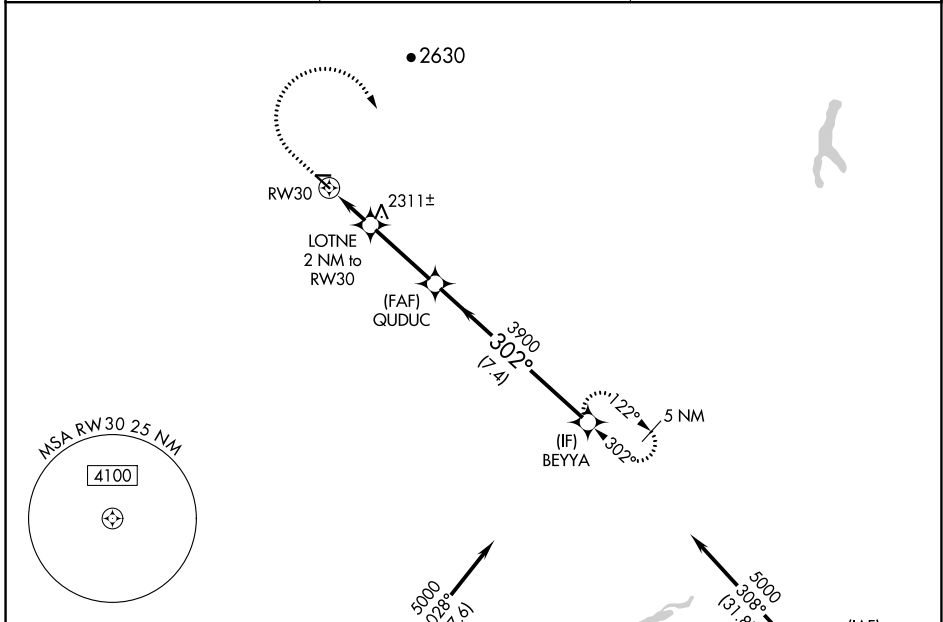 2630
RW30
2311±
LOTNE
2 NM to
RW30
(FAF)
QUDUC
3900
302°
(7.4)
122°
5 NM
302°
(IF)
BEYYA
MSA RW30 25 NM
4100
5000
028°
5000
308°